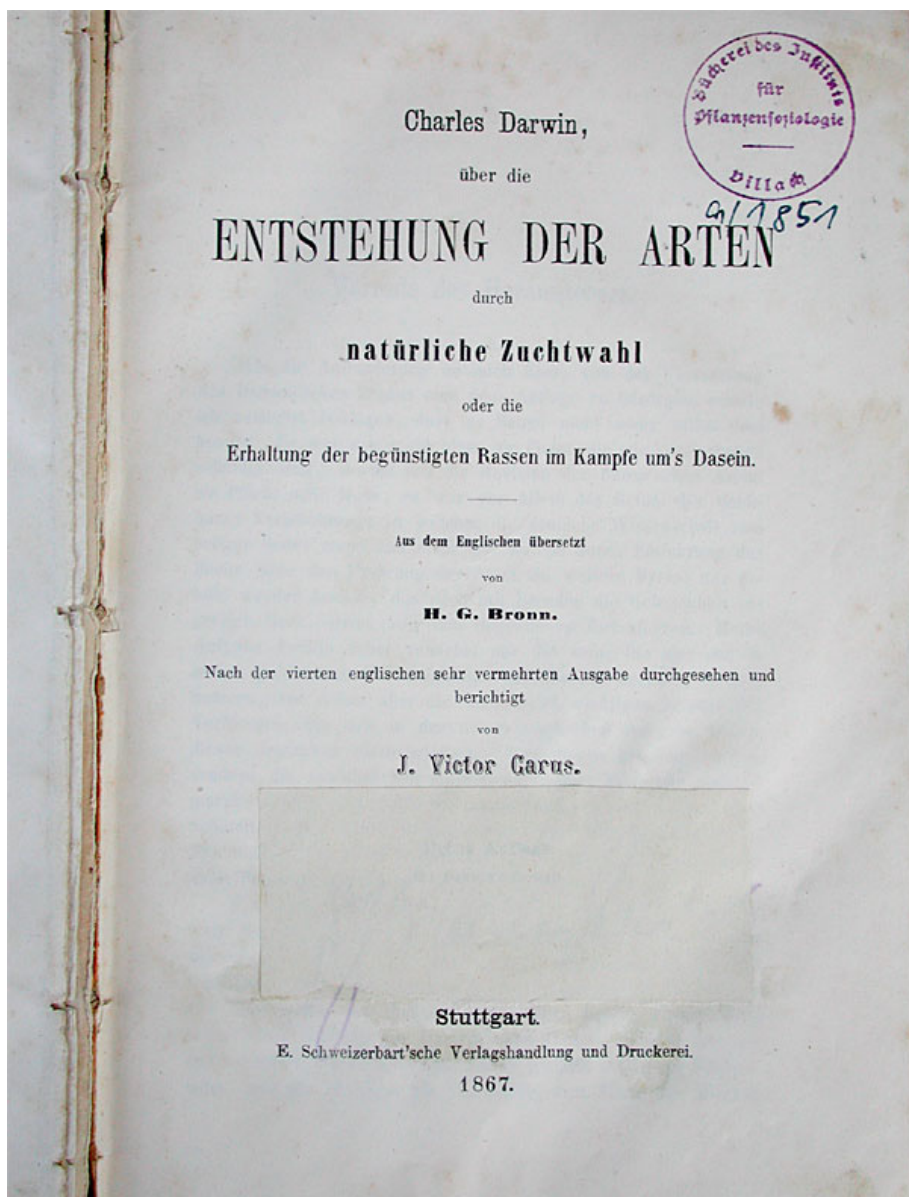 Bücherei des Instituts
für
Pflanzensoziologie
Villach
Charles Darwin,
über die
ENTSTEHUNG DER ARTEN
durch
natürliche Zuchtwahl
oder die
Erhaltung der begünstigten Rassen im Kampfe um's Dasein.
Aus dem Englischen übersetzt
von
H. G. Bronn.
Nach der vierten englischen sehr vermehrten Ausgabe durchgesehen und
berichtigt
von
J. Victor Carus.
Stuttgart.
E. Schweizerbart'sche Verlagshandlung und Druckerei.
1867.